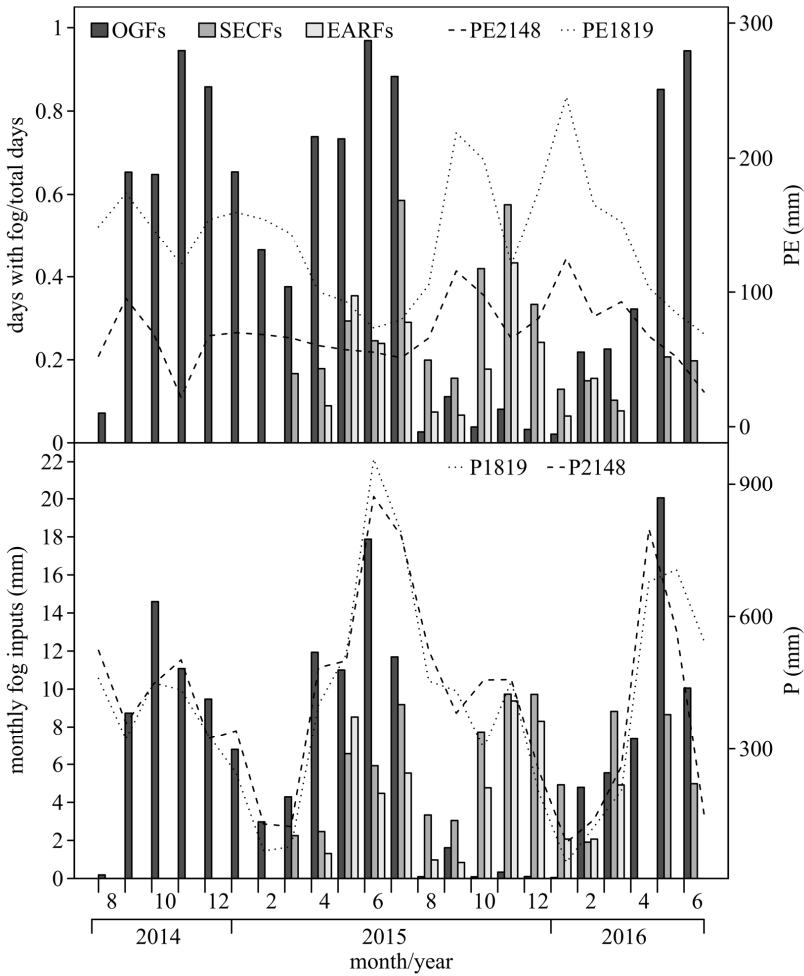 OGFs SECFs EARFs PE2148 PE1819
1
0.8
0.6
0.4
0.2
0
days with fog/total days
300
200
100
0
PE (mm)
P1819 P2148
22
20
18
16
14
12
10
8
6
4
2
0
monthly fog inputs (mm)
900
600
300
P (mm)
8 10 12 2 4 6 8 10 12 2 4 6
2014 2015 2016
month/year